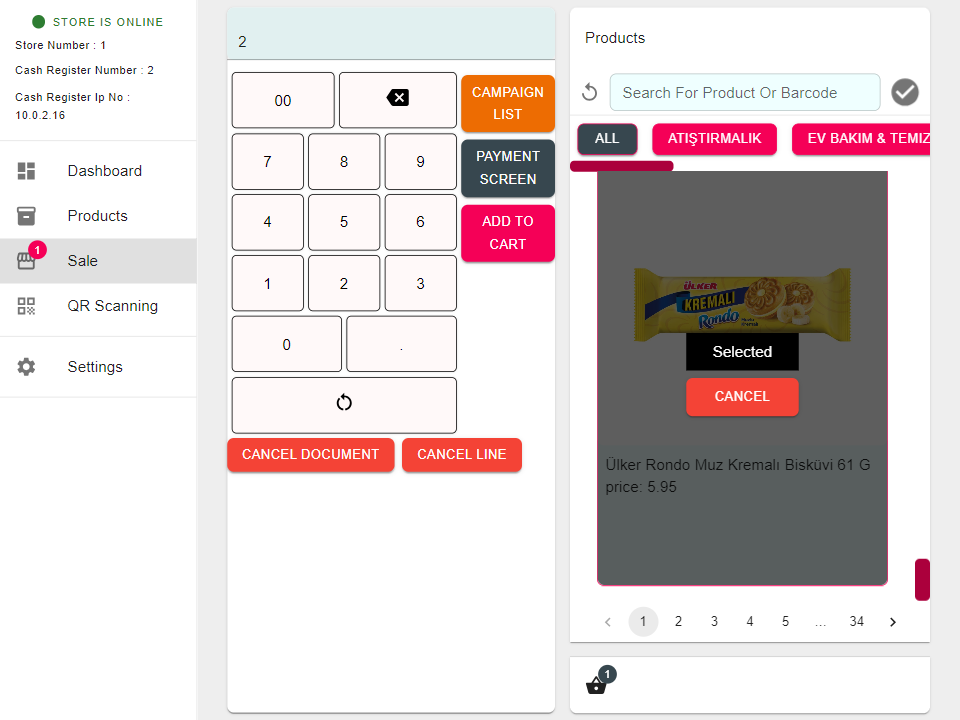 STORE IS ONLINE
Store Number : 1
Cash Register Number : 2
Cash Register Ip No :
10.0.2.16
Dashboard
Products
1
Sale
QR Scanning
Settings
2
00
7
8
9
4
5
6
1
2
3
0
.
CAMPAIGN
LIST
PAYMENT
SCREEN
ADD TO
CART
CANCEL DOCUMENT
CANCEL LINE
Products
Search For Product Or Barcode
ALL
ATIŞTIRMALIK
EV BAKIM & TEMIZ
ÜLKER
KREMALI
Rondo
Selected
CANCEL
Ülker Rondo Muz Kremalı Bisküvi 61 G
price: 5.95
1
2
3
4
5
...
34
1